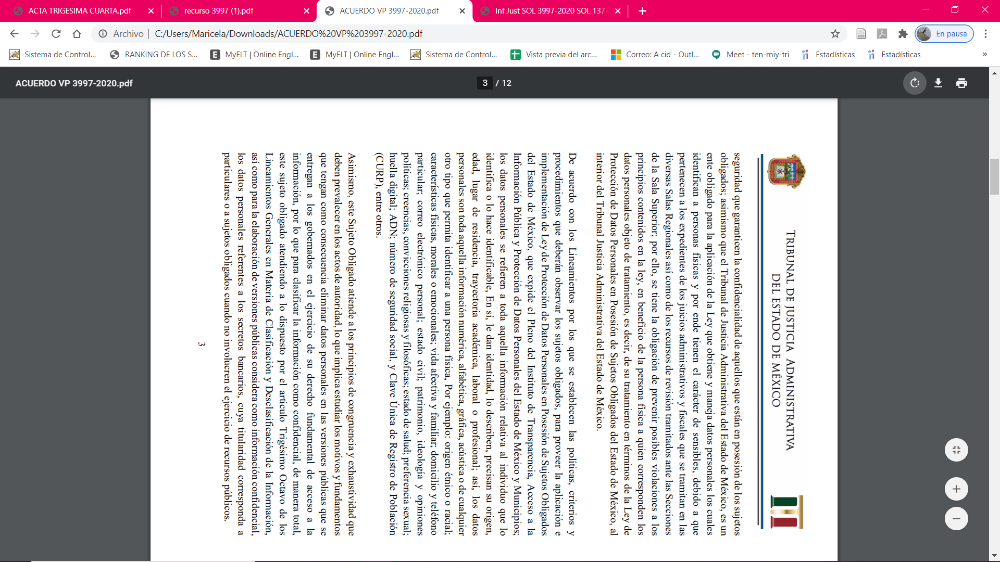 ACTA TRIGESIMA CUARTA.pdf
recurso 3997 (1).pdf
ACUERDO VP 3997-2020.pdf
Inf Just SOL 3997-2020 SOL 137-
Archivo
C:/Users/Maricela/Downloads/ACUERDO%20VP%203997-2020.pdf
En pausa
Sistema de Control...
RANKING DE LOS S...
MyELT | Online Engl...
MyELT | Online Engl...
Sistema de Control...
Vista previa del arc...
Correo: A cid - Outl...
Meet - ten-rniy-tri
Estadísticas
Estadísticas
»
ACUERDO VP 3997-2020.pdf
3 / 12
TRIBUNAL DE JUSTICIA ADMINISTRATIVA
DEL ESTADO DE MÉXICO
seguridad que garanticen la confidencialidad de aquellos que están en posesión de los sujetos
obligados; asimismo que el Tribunal de Justicia Administrativa del Estado de México, es un
ente obligado para la aplicación de la Ley que obtiene y maneja datos personales los cuales
identifican a personas físicas y por ende tienen el carácter de sensibles, debido a que
pertenecen a los expedientes de los juicios administrativos y fiscales que se tramitan en las
diversas Salas Regionales así como de los recursos de revisión tramitados ante las Secciones
de la Sala Superior; por ello, se tiene la obligación de prevenir posibles violaciones a los
principios contenidos en la ley, en beneficio de la persona física a quien corresponden los
datos personales objeto de tratamiento, es decir, de su tratamiento en términos de la Ley de
Protección de Datos Personales en Posesión de Sujetos Obligados del Estado de México, al
interior del Tribunal Justicia Administrativa del Estado de México.
De acuerdo con los Lineamientos por los que se establecen las políticas, criterios y
procedimientos que deberán observar los sujetos obligados, para proveer la aplicación e
implementación de Ley de Protección de Datos Personales en Posesión de Sujetos Obligados
del Estado de México, que expide el Pleno del Instituto de Transparencia, Acceso a la
Información Pública y Protección de Datos Personales del Estado de México y Municipios;
los datos personales se refieren a toda aquella información relativa al individuo que lo
identifica o lo hace identificable, En sí, le dan identidad, lo describen, precisan su origen,
edad, lugar de residencia, trayectoria académica, laboral o profesional; así, los datos
personales son toda aquella información numérica, alfabética, gráfica, acústica o de cualquier
otro tipo que permita identificar a una persona física, Por ejemplo: origen étnico o racial;
características físicas, morales o emocionales; vida afectiva y familiar; domicilio y teléfono
particular; correo electrónico personal; estado civil; patrimonio, ideología y opiniones
políticas; creencias, convicciones religiosas y filosóficas; estado de salud; preferencia sexual;
huella digital; ADN; número de seguridad social, y Clave Única de Registro de Población
(CURP), entre otros.
Asimismo, este Sujeto Obligado atiende a los principios de congruencia y exhaustividad que
deben prevalecer en los actos de autoridad, lo que implica estudiar los motivos y fundamentos
que tengan como consecuencia eliminar datos personales en las versiones públicas que se
entregan a los gobernados en el ejercicio de su derecho fundamental de acceso a la
información, por lo que para clasificar la información como confidencial, de manera total,
este sujeto obligado atendiendo a lo dispuesto por el articulo Trigésimo Octavo de los
Lineamientos Generales en Materia de Clasificación y Desclasificación de la Información,
así como para la elaboración de versiones públicas considera como información confidencial,
los datos personales referentes a los secretos bancarios, cuya titularidad corresponda a
particulares o a sujetos obligados cuando no involucren el ejercicio de recursos públicos.
3